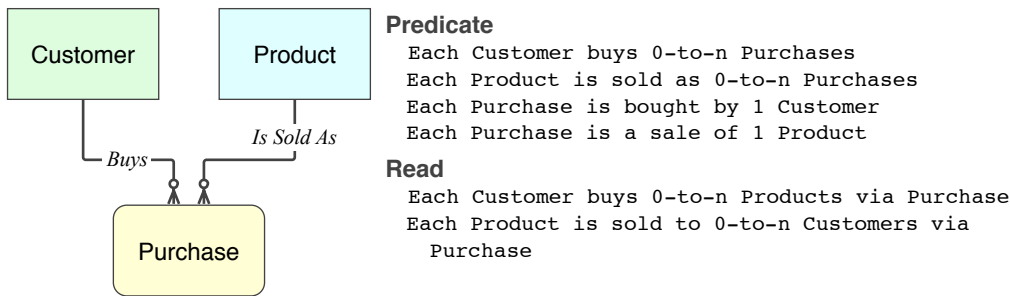 Customer
Product
Is Sold As
Buys
Purchase
Predicate
Each Customer buys 0-to-n Purchases
Each Product is sold as 0-to-n Purchases
Each Purchase is bought by 1 Customer
Each Purchase is a sale of 1 Product
Read
Each Customer buys 0-to-n Products via Purchase
Each Product is sold to 0-to-n Customers via
Purchase